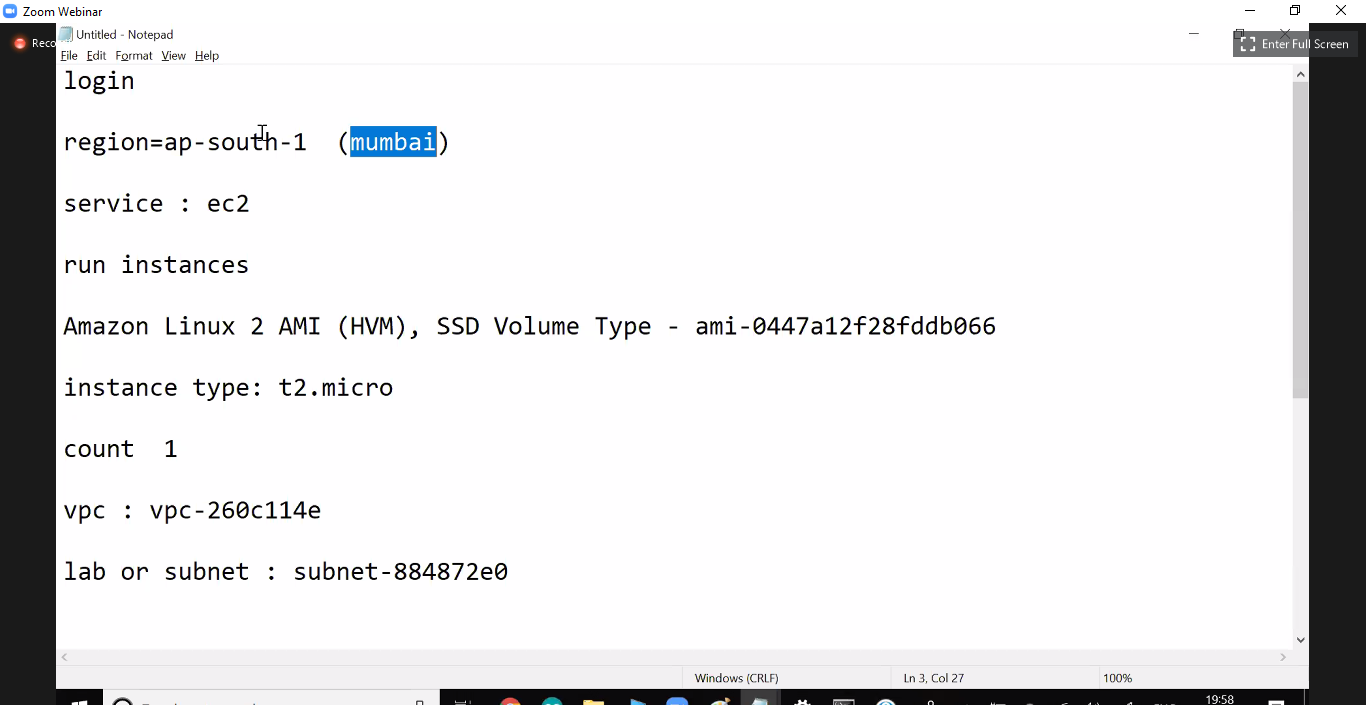 Zoom Webinar
Reco
Untitled - Notepad
Enter Full Screen
File Edit Format View Help
login
region=ap-south-1 (mumbai)
service : ec2
run instances
Amazon Linux 2 AMI (HVM), SSD Volume Type - ami-0447a12f28fddb066
instance type: t2.micro
count 1
vpc : vpc-260c114e
lab or subnet : subnet-884872e0
Windows (CRLF)
Ln 3, Col 27
100%
19:58